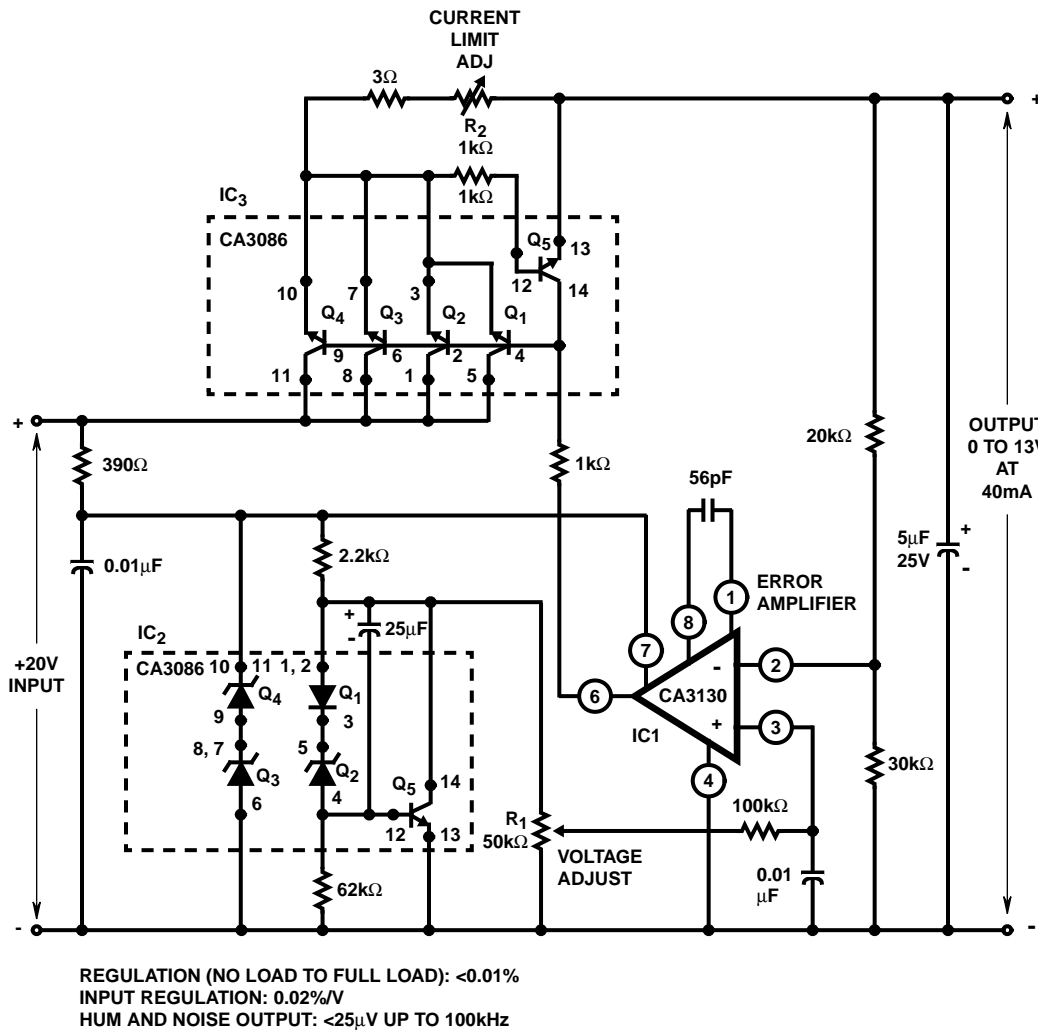 CURRENT
LIMIT
ADJ
3Ω
R2
1kΩ
1kΩ
+
IC3
CA3086
Q5
13
12
14
10
7
3
Q4
Q3
Q2
Q1
9
6
2
4
11
8
1
5
+
390Ω
1kΩ
56pF
20kΩ
OUTPUT
0 TO 13V
AT
40mA
0.01µF
2.2kΩ
+
-
25µF
ERROR
AMPLIFIER
5µF
25V
+
-
1
8
7
+20V
INPUT
IC2
CA3086
10
11
1, 2
Q4
Q1
9
3
8, 7
5
Q3
Q2
6
4
Q5
14
12
13
6
-
CA3130
+
IC1
2
3
4
30kΩ
R1
50kΩ
VOLTAGE
ADJUST
100kΩ
0.01
µF
62kΩ
-
-
REGULATION (NO LOAD TO FULL LOAD): <0.01%
INPUT REGULATION: 0.02%/V
HUM AND NOISE OUTPUT: <25µV UP TO 100kHz